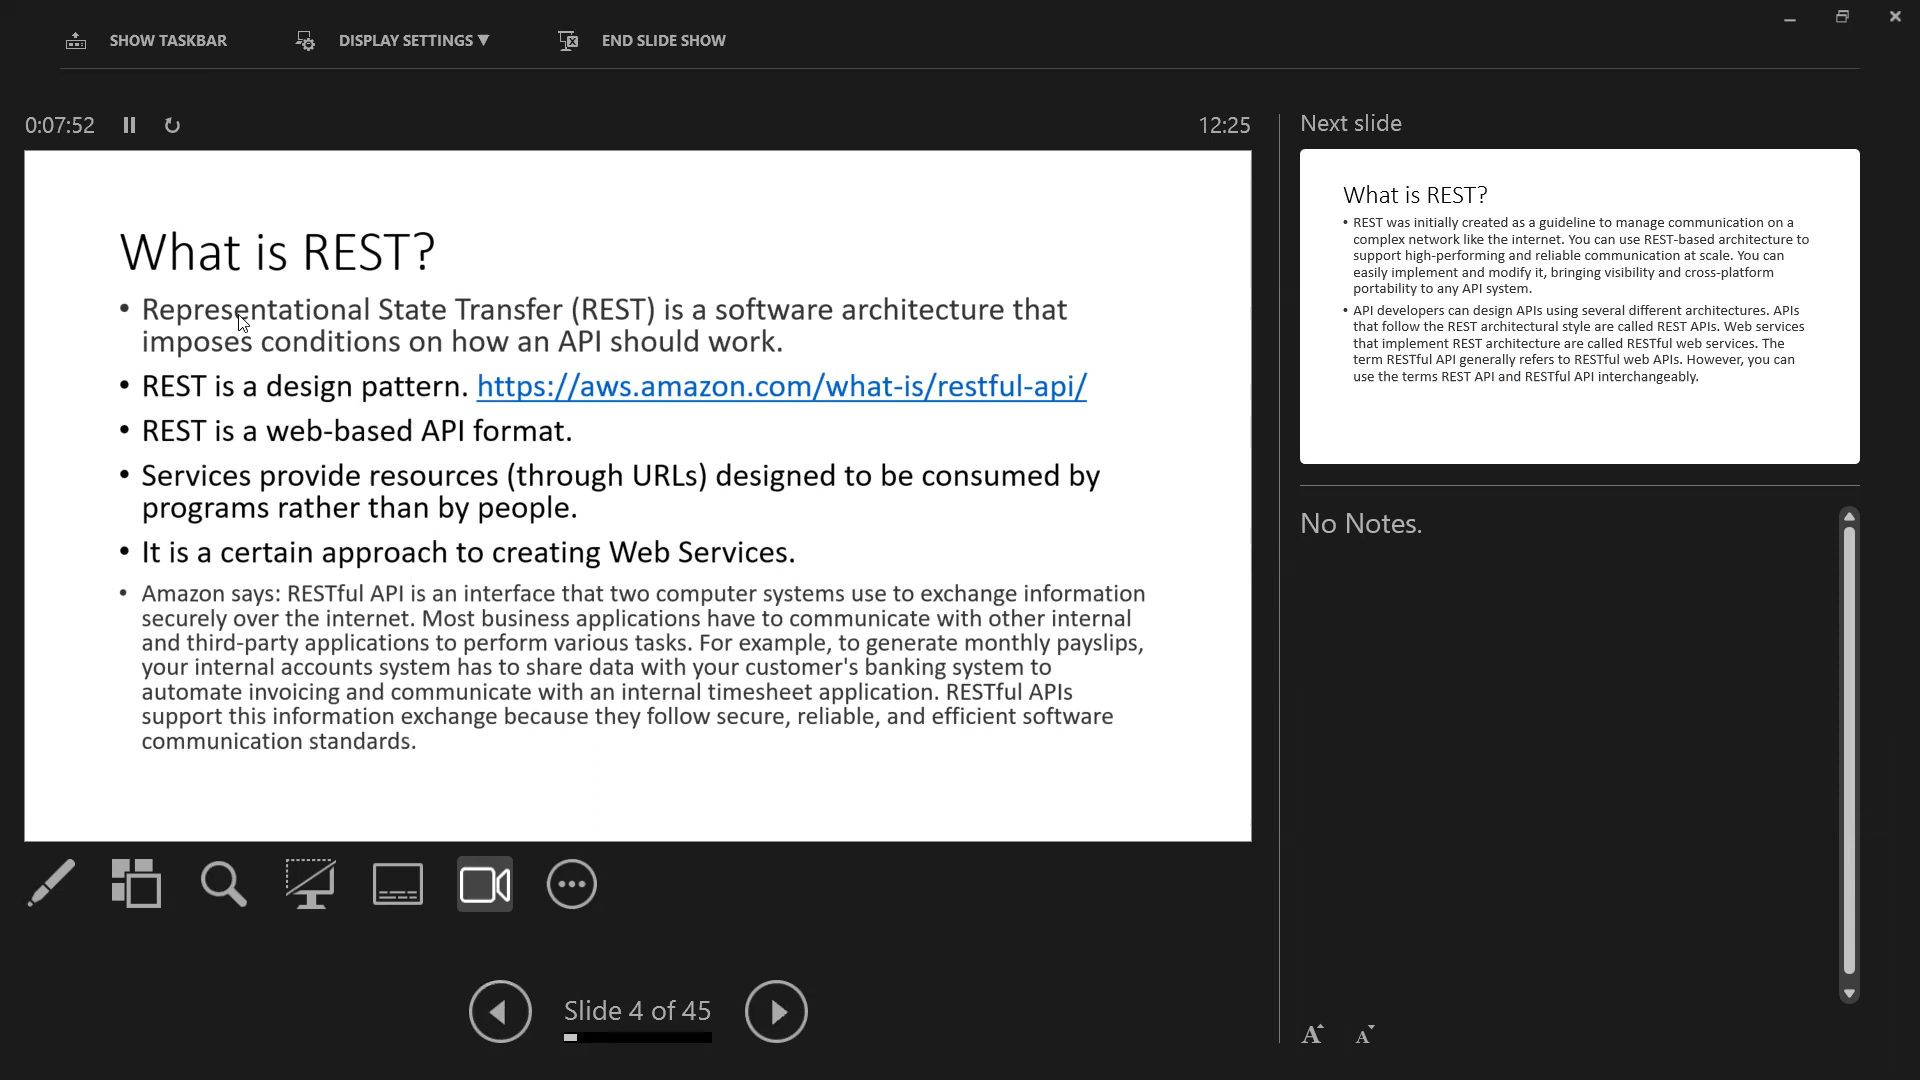 SHOW TASKBAR
DISPLAY SETTINGS ▼
END SLIDE SHOW
0:07:52
12:25
What is REST?
• Representational State Transfer (REST) is a software architecture that
imposes conditions on how an API should work.
• REST is a design pattern. https://aws.amazon.com/what-is/restful-api/
• REST is a web-based API format.
• Services provide resources (through URLs) designed to be consumed by
programs rather than by people.
• It is a certain approach to creating Web Services.
• Amazon says: RESTful API is an interface that two computer systems use to exchange information
securely over the internet. Most business applications have to communicate with other internal
and third-party applications to perform various tasks. For example, to generate monthly payslips,
your internal accounts system has to share data with your customer's banking system to
automate invoicing and communicate with an internal timesheet application. RESTful APIs
support this information exchange because they follow secure, reliable, and efficient software
communication standards.
Slide 4 of 45
Next slide
What is REST?
• REST was initially created as a guideline to manage communication on a
complex network like the internet. You can use REST-based architecture to
support high-performing and reliable communication at scale. You can
easily implement and modify it, bringing visibility and cross-platform
portability to any API system.
• API developers can design APIs using several different architectures. APIs
that follow the REST architectural style are called REST APIs. Web services
that implement REST architecture are called RESTful web services. The
term RESTful API generally refers to RESTful web APIs. However, you can
use the terms REST API and RESTful API interchangeably.
No Notes.
A A